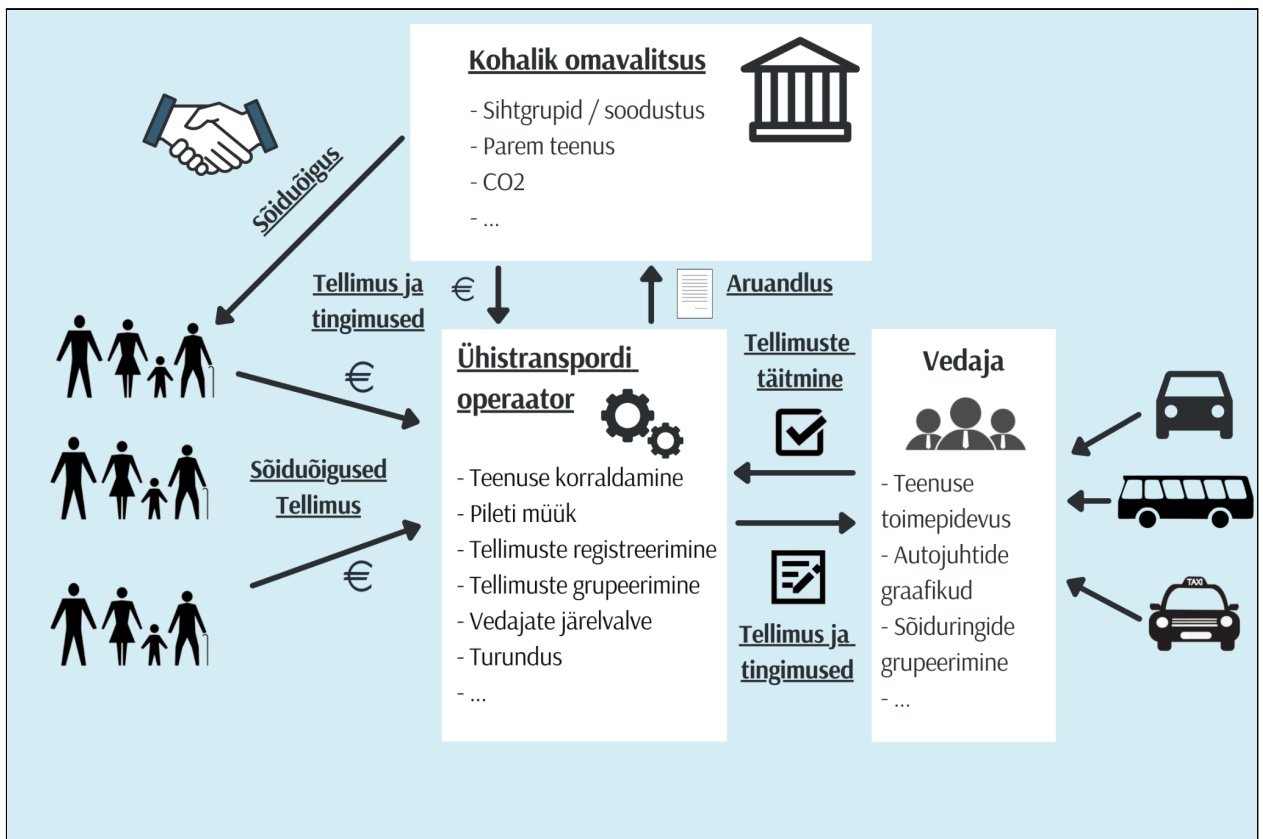 Kohalik omavalitsus
- Sihtgrupid / soodustus
- Parem teenus
- CO2
- ...
Sõiduõigus
Tellimus ja
tingimused
€
Aruandlus
€
Sõiduõigused
Tellimus
€
Ühistranspordi
operaator
- Teenuse korraldamine
- Pileti müük
- Tellimuste registreerimine
- Tellimuste grupeerimine
- Vedajate järelvalve
- Turundus
- ...
Tellimuste
täitmine
Tellimus ja
tingimused
Vedaja
- Teenuse
toimepidevus
- Autojuhtide
graafikud
- Sõiduringide
grupeerimine
- ...
TAXI